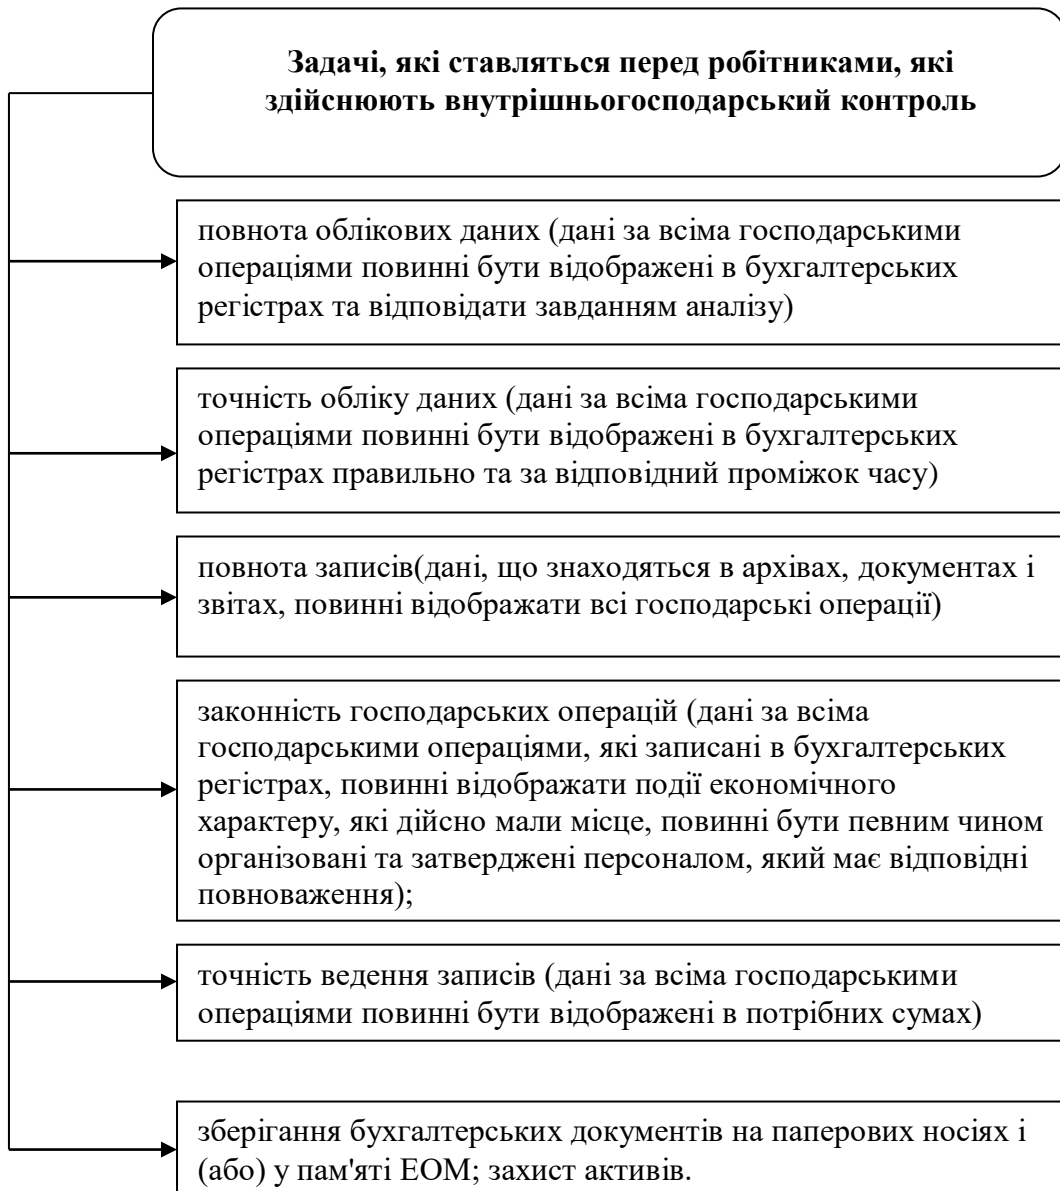 Задачі, які ставляться перед робітниками, які
здійснюють внутрішньогосподарський контроль
повнота облікових даних (дані за всіма господарськими
операціями повинні бути відображені в бухгалтерських
регістрах та відповідати завданням аналізу)
точність обліку даних (дані за всіма господарськими
операціями повинні бути відображені в бухгалтерських
регістрах правильно та за відповідний проміжок часу)
повнота записів(дані, що знаходяться в архівах, документах і
звітах, повинні відображати всі господарські операції)
законність господарських операцій (дані за всіма
господарськими операціями, які записані в бухгалтерських
регістрах, повинні відображати події економічного
характеру, які дійсно мали місце, повинні бути певним чином
організовані та затверджені персоналом, який має відповідні
повноваження);
точність ведення записів (дані за всіма господарськими
операціями повинні бути відображені в потрібних сумах)
зберігання бухгалтерських документів на паперових носіях і
(або) у пам'яті ЕОМ; захист активів.